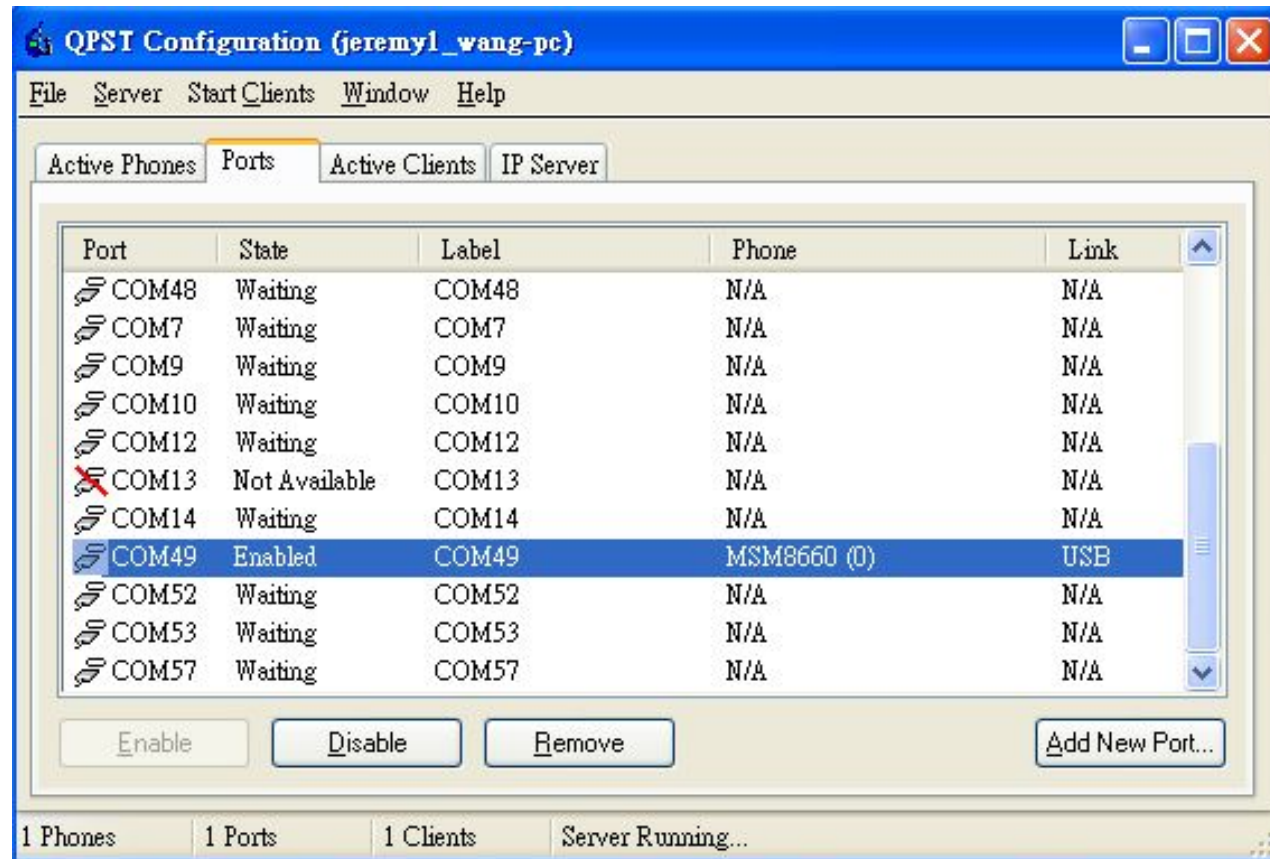 QPST Configuration (jeremy1_wang-pc)
File Server Start Clients Window Help
Active Phones Ports Active Clients IP Server
Port State Label Phone Link
COM48 Waiting COM48 N/A N/A
COM7 Waiting COM7 N/A N/A
COM9 Waiting COM9 N/A N/A
COM10 Waiting COM10 N/A N/A
COM12 Waiting COM12 N/A N/A
COM13 Not Available COM13 N/A N/A
COM14 Waiting COM14 N/A N/A
COM49 Enabled COM49 MSM8660 (0) USB
COM52 Waiting COM52 N/A N/A
COM53 Waiting COM53 N/A N/A
COM57 Waiting COM57 N/A N/A
Enable Disable Remove Add New Port...
1 Phones 1 Ports 1 Clients Server Running...